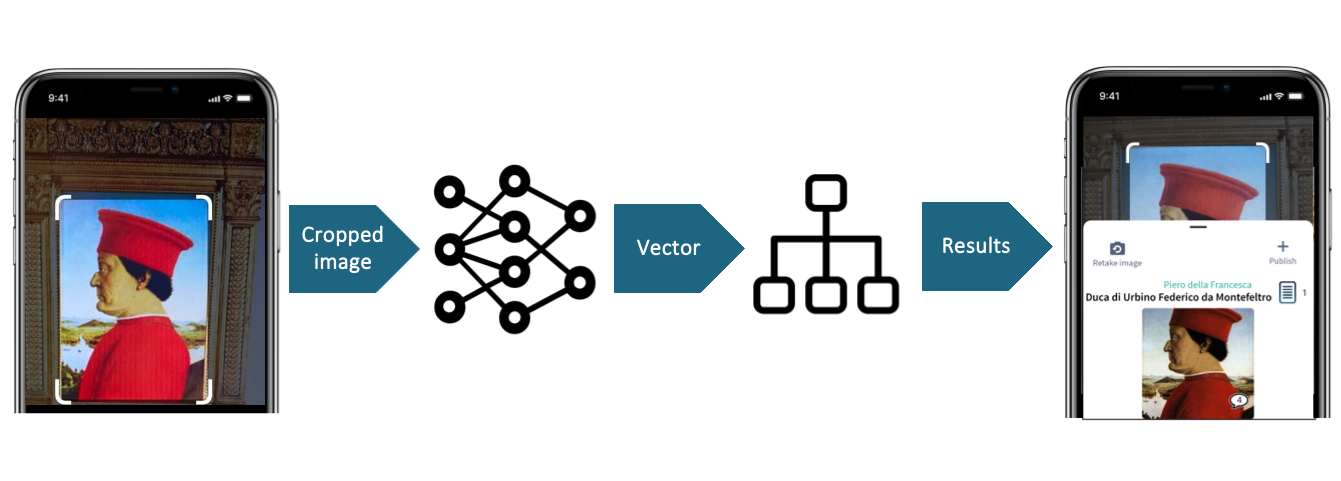 9:41
Cropped
image
Vector
Results
9:41
Retake image
Publish
Piero della Francesca
Duca di Urbino Federico da Montefeltro
1
4